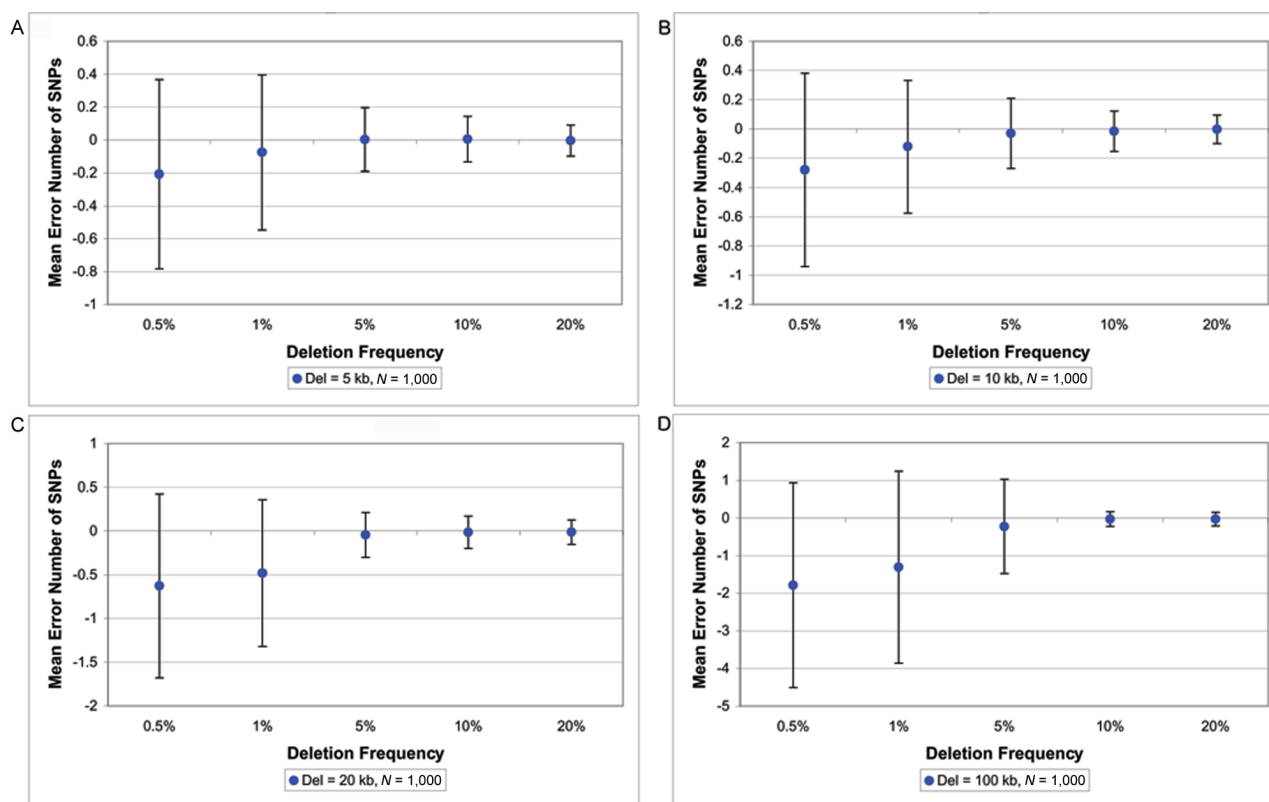 A
Mean Error Number of SNPs
0.6
0.4
0.2
0
-0.2
-0.4
-0.6
-0.8
-1
0.5% 1% 5% 10% 20%
Deletion Frequency
Del = 5 kb, N = 1,000
B
Mean Error Number of SNPs
0.6
0.4
0.2
0
-0.2
-0.4
-0.6
-0.8
-1
-1.2
0.5% 1% 5% 10% 20%
Deletion Frequency
Del = 10 kb, N = 1,000
C
Mean Error Number of SNPs
1
0.5
0
-0.5
-1
-1.5
-2
0.5% 1% 5% 10% 20%
Deletion Frequency
Del = 20 kb, N = 1,000
D
Mean Error Number of SNPs
2
1
0
-1
-2
-3
-4
-5
0.5% 1% 5% 10% 20%
Deletion Frequency
Del = 100 kb, N = 1,000